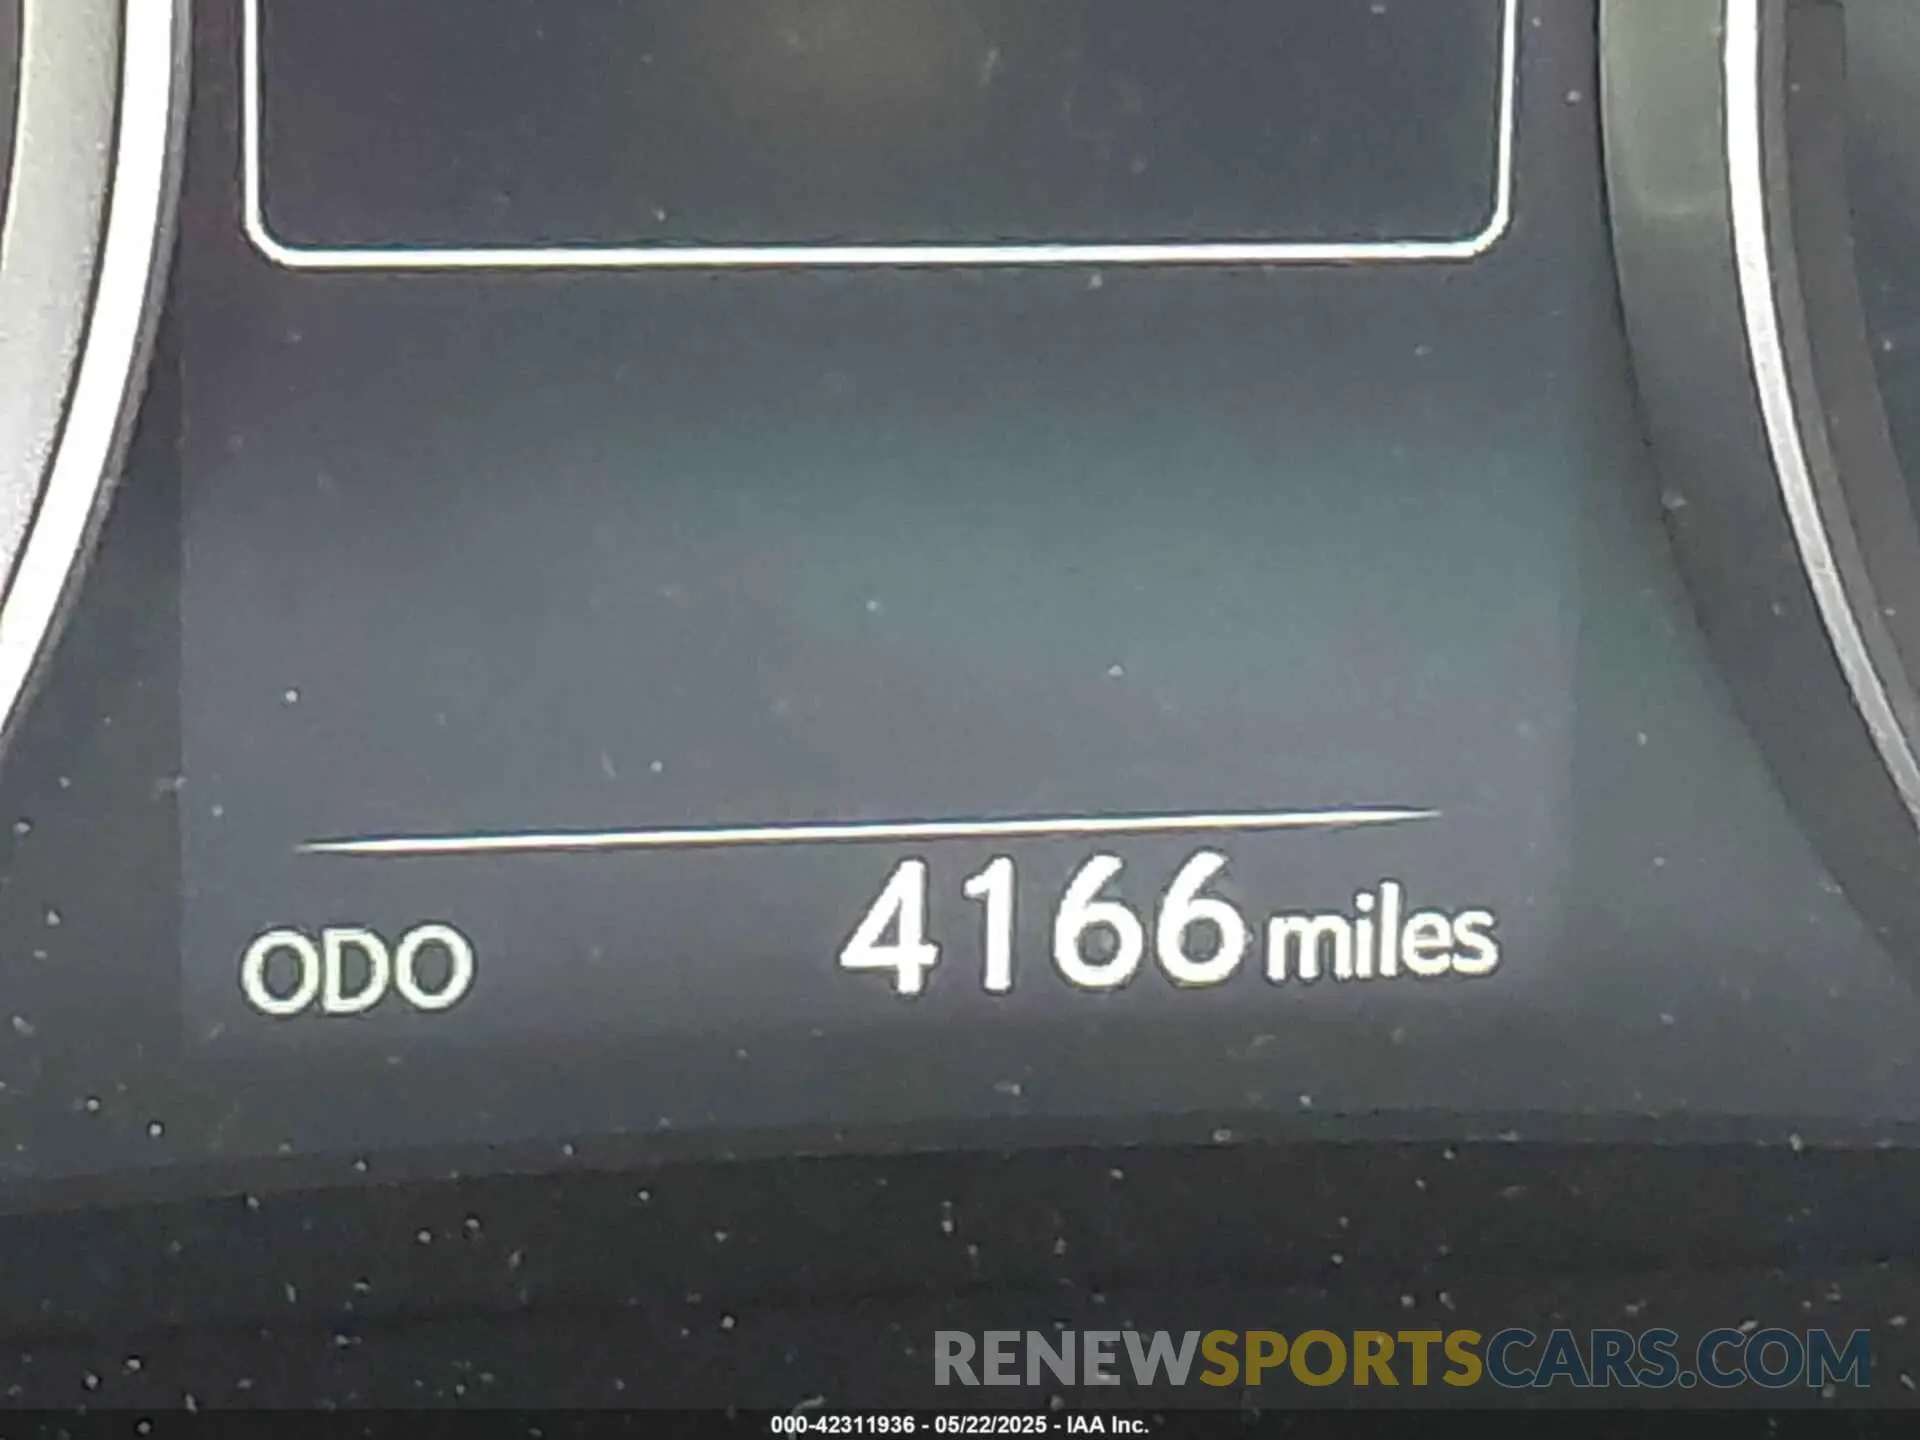 ODO 4166 miles
RENEWSPORTSCARS.COM
000-42311936 - 05/22/2025 - IAA Inc.